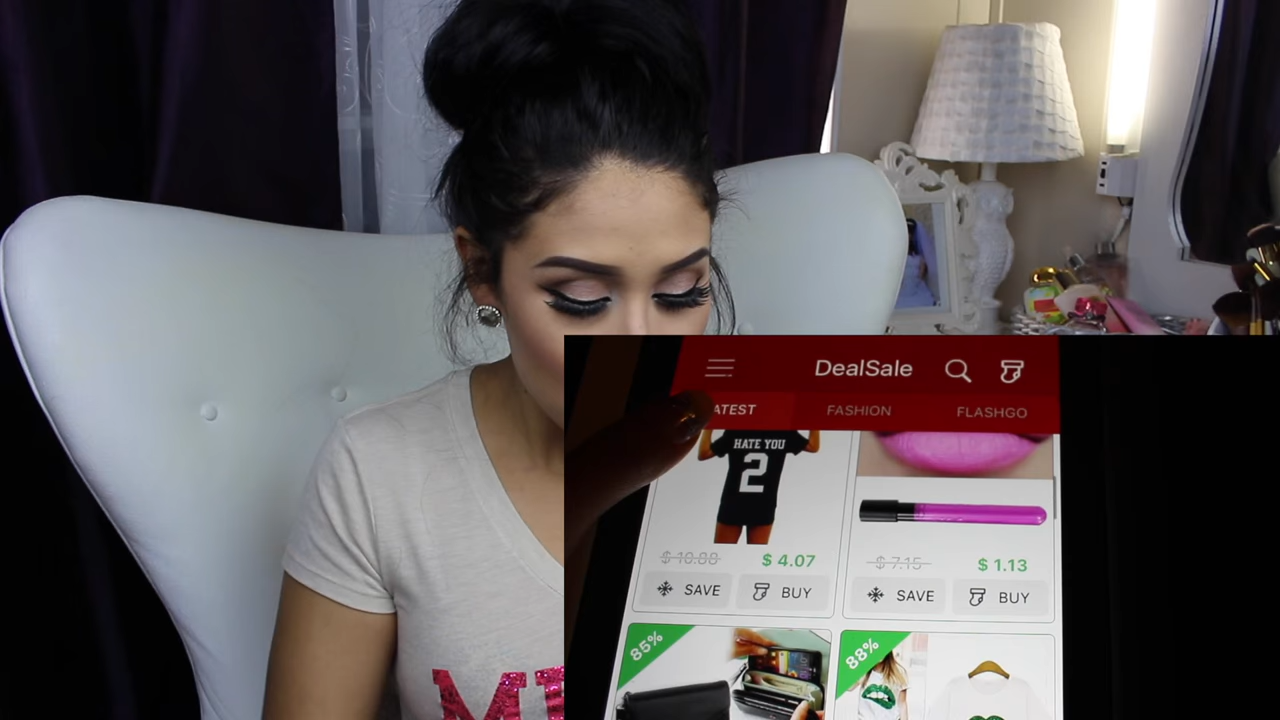 DealSale
ATEST FASHION FLASHGO
HATE YOU
2
$ 10.88 $ 4.07
$ 7.15 $ 1.13
SAVE BUY
SAVE BUY
85%
88%